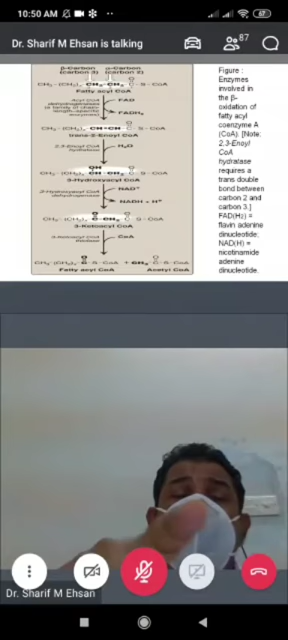 10:50 AM
67
Dr. Sharif M Ehsan is talking
87
β-Carbon α-Carbon
(carbon 3) (carbon 2)
Fatty acyl CoA
FAD
FADH₂
CH=CH
trans-2-Enoyl CoA
H₂O
OH
3-Hydroxyacyl CoA
NAD⁺
NADH + H⁺
3-Ketoacyl CoA
CoA
Fatty acyl CoA Acetyl CoA
Figure :
Enzymes
involved in
the β-
oxidation of
fatty acyl
coenzyme A
(CoA). [Note:
2,3-Enoyl
CoA
hydratase
requires a
trans double
bond between
carbon 2 and
carbon 3.]
FAD(H₂) =
flavin adenine
dinucleotide;
NAD(H) =
nicotinamide
adenine
dinucleotide.
Dr. Sharif M Ehsan